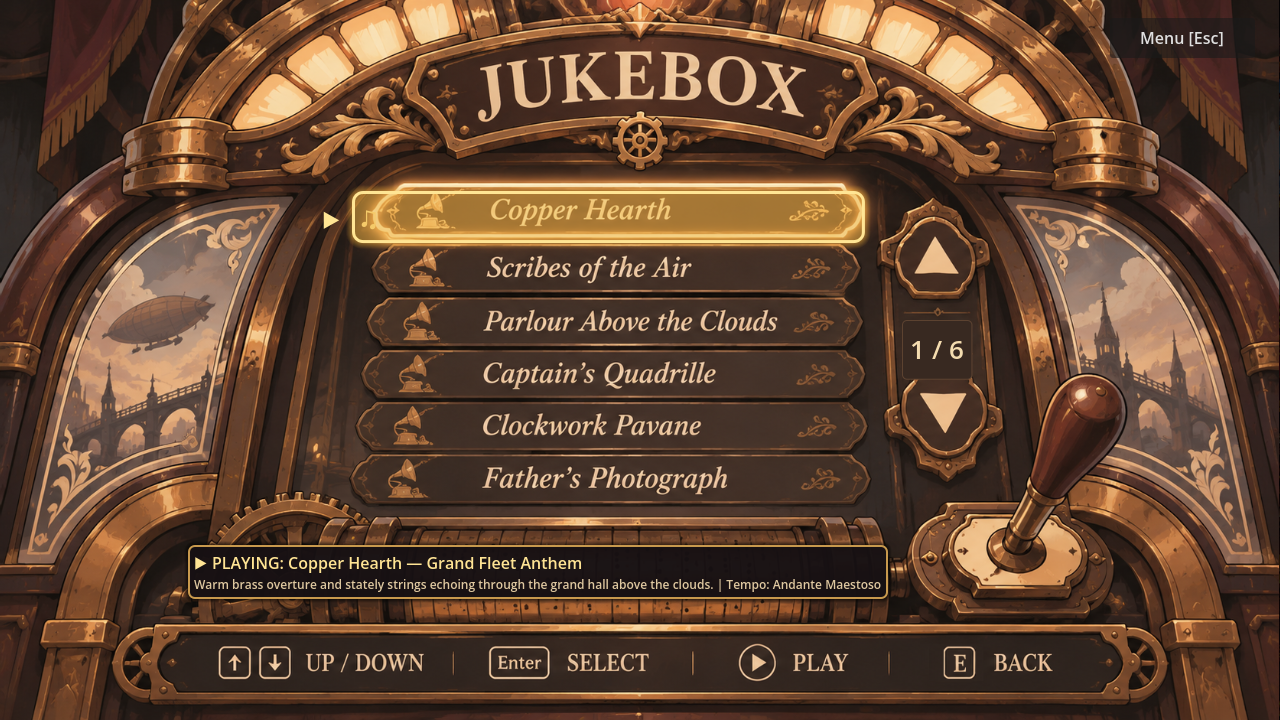 Menu [Esc]
JUKEBOX
Copper Hearth
Scribes of the Air
Parlour Above the Clouds
Captain’s Quadrille
Clockwork Pavane
Father’s Photograph
1 / 6
▶ PLAYING: Copper Hearth — Grand Fleet Anthem
Warm brass overture and stately strings echoing through the grand hall above the clouds. | Tempo: Andante Maestoso
↑ ↓ UP / DOWN | Enter SELECT | ▶ PLAY | E BACK